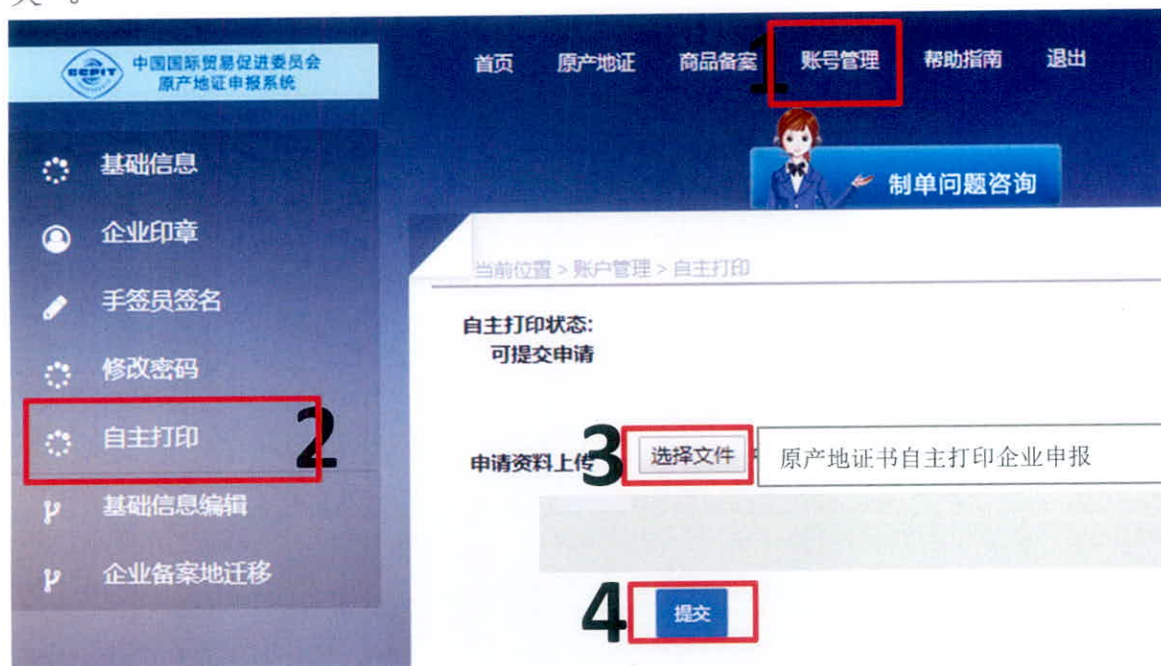 中国国际贸易促进委员会
原产地证申报系统
首页 原产地证 商品备案 1 账号管理 帮助指南 退出
制单问题咨询
基础信息
企业印章
手签员签名
修改密码
自主打印 2
基础信息编辑
企业备案地迁移
当前位置 > 账户管理 > 自主打印
自主打印状态:
可提交申请
申请资料上传 3 选择文件 原产地证书自主打印企业申报
4 提交